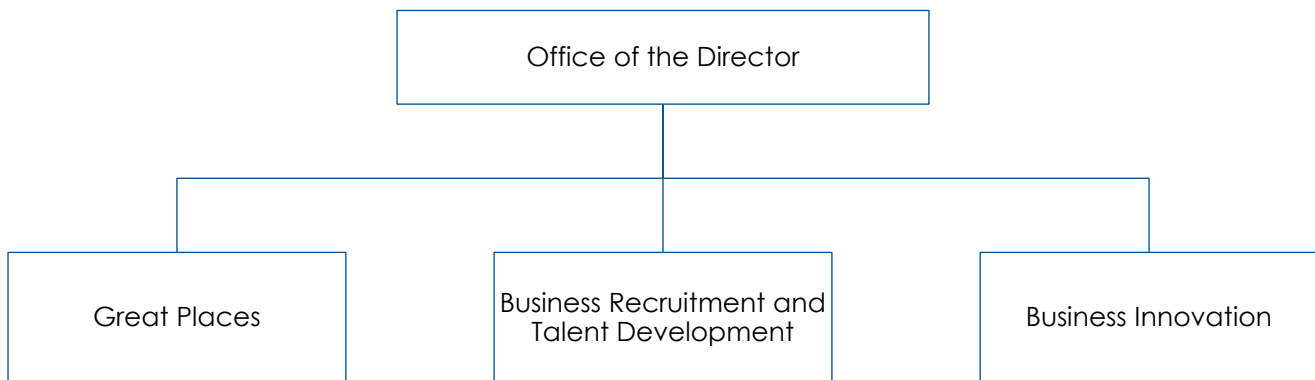 Office of the Director
Great Places
Business Recruitment and
Talent Development
Business Innovation